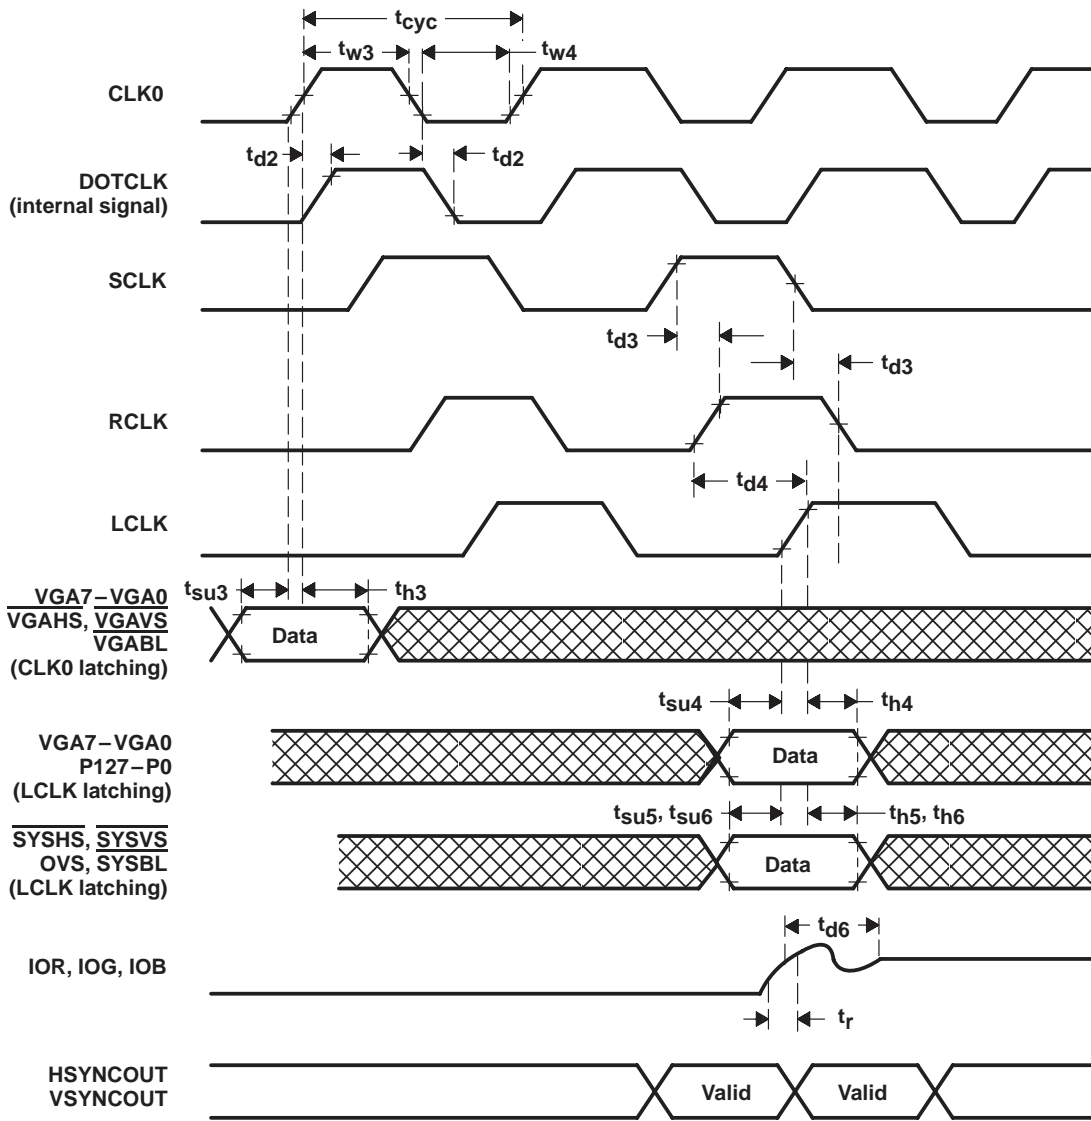 tcyc
tw3
tw4
CLK0
td2
td2
DOTCLK
(internal signal)
SCLK
td3
td3
RCLK
td4
LCLK
tsu3
th3
VGA7–VGA0
VGAHS, VGAVS
VGABL
(CLK0 latching)
Data
tsu4
th4
VGA7–VGA0
P127–P0
(LCLK latching)
Data
tsu5, tsu6
th5, th6
SYSHS, SYSVS
OVS, SYSBL
(LCLK latching)
Data
td6
IOR, IOG, IOB
tr
HSYNCOUT
VSYNCOUT
Valid
Valid